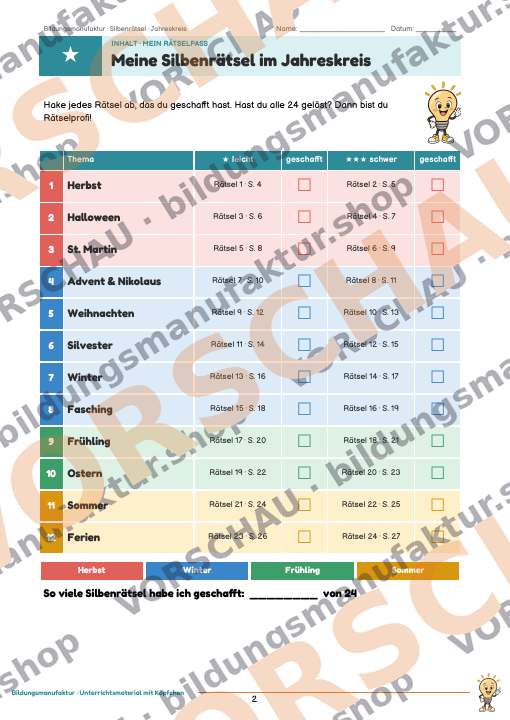 Bildungsmanufaktur · Silbenrätsel · Jahreskreis Name: Datum:
INHALT · MEIN RÄTSELPASS
Meine Silbenrätsel im Jahreskreis
Hake jedes Rätsel ab, das du geschafft hast. Hast du alle 24 gelöst? Dann bist du
Rätselprofi!
Thema ★ leicht geschafft ★★★ schwer geschafft
1 Herbst Rätsel 1 · S. 4 Rätsel 2 · S. 5
2 Halloween Rätsel 3 · S. 6 Rätsel 4 · S. 7
3 St. Martin Rätsel 5 · S. 8 Rätsel 6 · S. 9
4 Advent & Nikolaus Rätsel 7 · S. 10 Rätsel 8 · S. 11
5 Weihnachten Rätsel 9 · S. 12 Rätsel 10 · S. 13
6 Silvester Rätsel 11 · S. 14 Rätsel 12 · S. 15
7 Winter Rätsel 13 · S. 16 Rätsel 14 · S. 17
8 Fasching Rätsel 15 · S. 18 Rätsel 16 · S. 19
9 Frühling Rätsel 17 · S. 20 Rätsel 18 · S. 21
10 Ostern Rätsel 19 · S. 22 Rätsel 20 · S. 23
11 Sommer Rätsel 21 · S. 24 Rätsel 22 · S. 25
12 Ferien Rätsel 23 · S. 26 Rätsel 24 · S. 27
Herbst Winter Frühling Sommer
So viele Silbenrätsel habe ich geschafft: ________ von 24
Bildungsmanufaktur · Unterrichtsmaterial mit Köpfchen
2
VORSCHAU · bildungsmanufaktur.shop
VORSCHAU